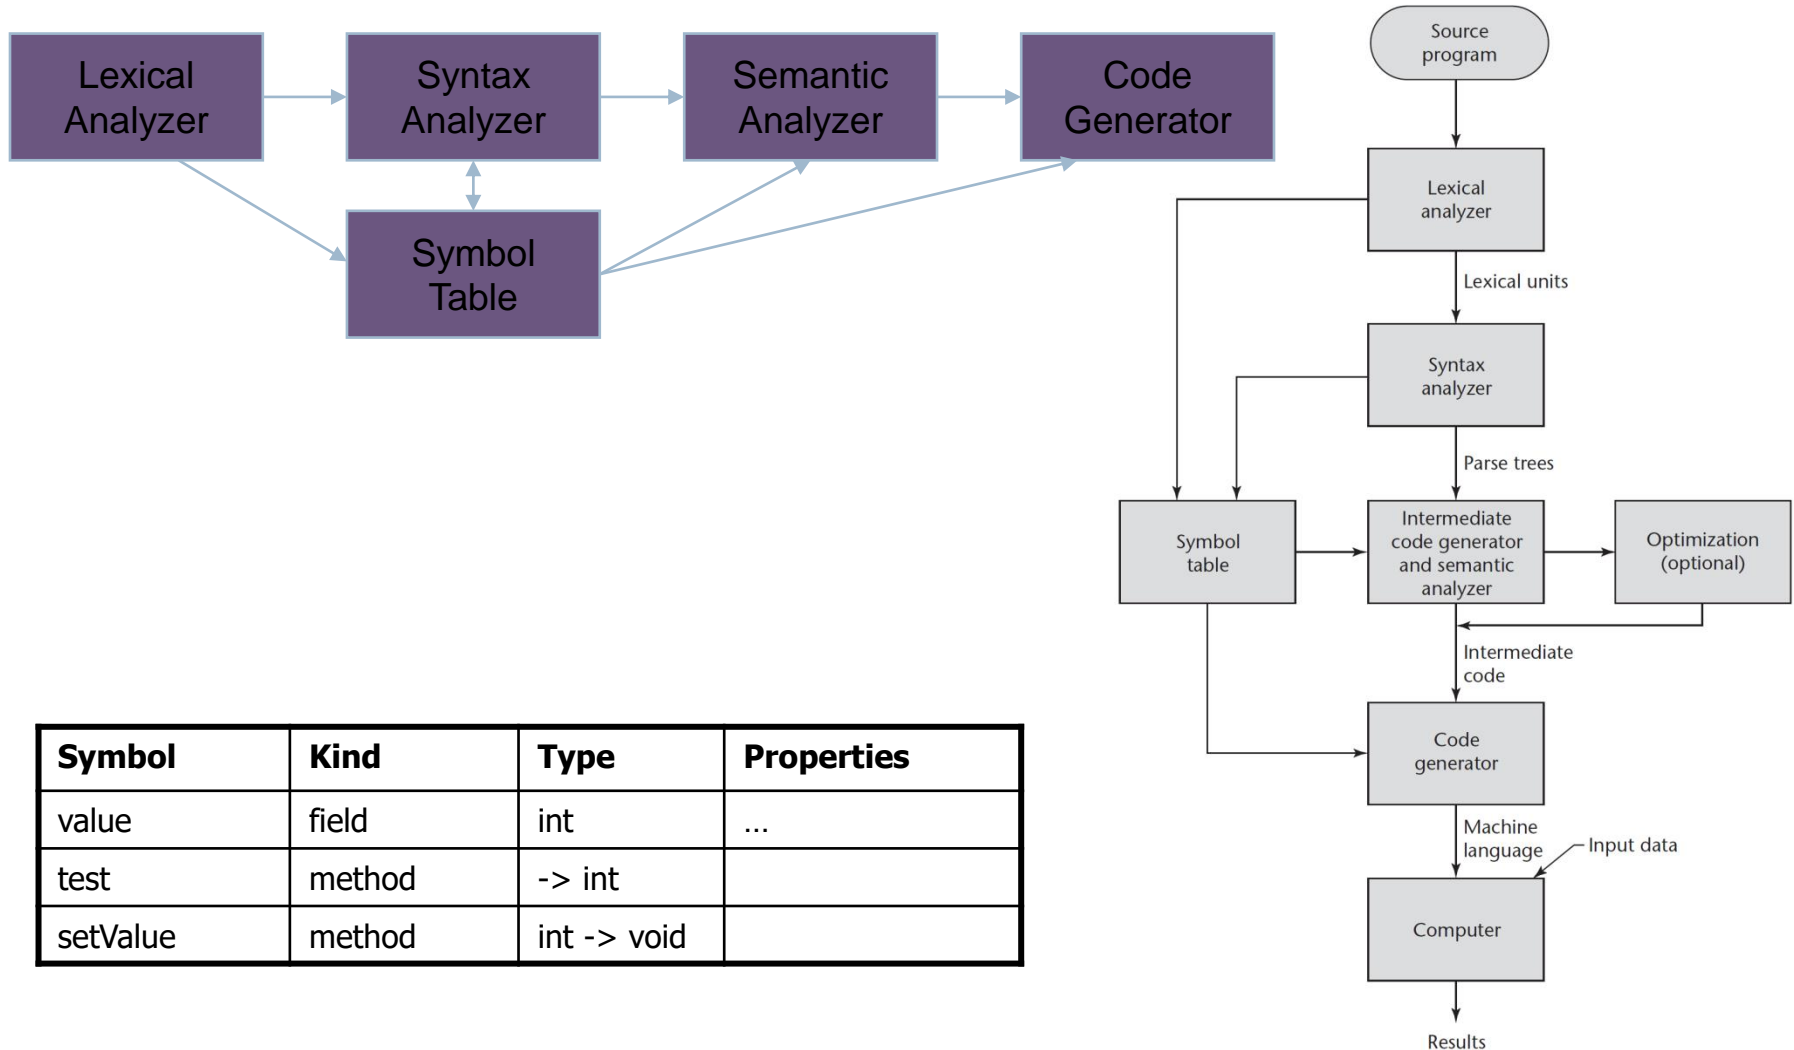 Lexical
Analyzer
Syntax
Analyzer
Semantic
Analyzer
Code
Generator
Symbol
Table
Symbol Kind Type Properties
value field int …
test method -> int
setValue method int -> void
Source
program
Lexical
analyzer
Lexical units
Syntax
analyzer
Parse trees
Symbol
table
Intermediate
code generator
and semantic
analyzer
Optimization
(optional)
Intermediate
code
Code
generator
Machine
language
Input data
Computer
Results